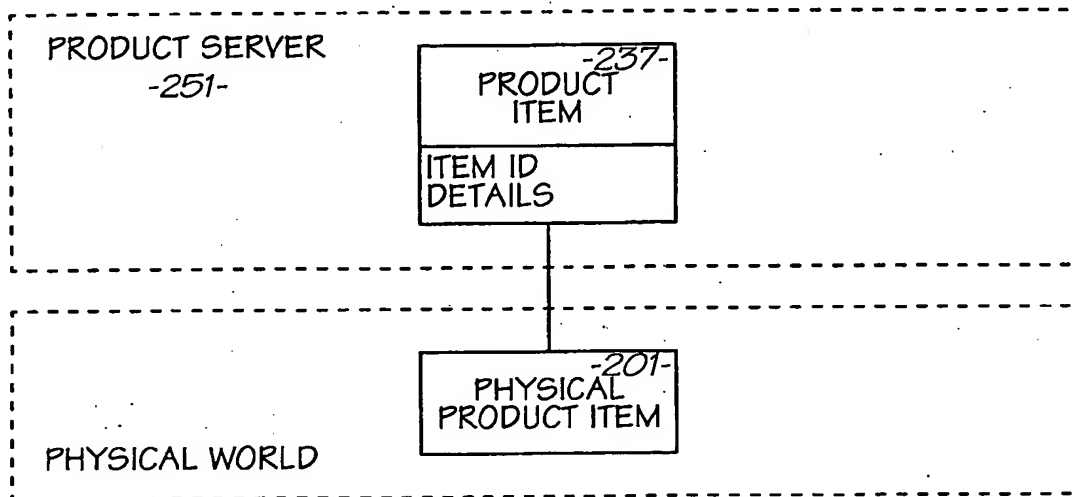 PRODUCT SERVER
-251-
-237-
PRODUCT
ITEM
ITEM ID
DETAILS
-201-
PHYSICAL
PRODUCT ITEM
PHYSICAL WORLD